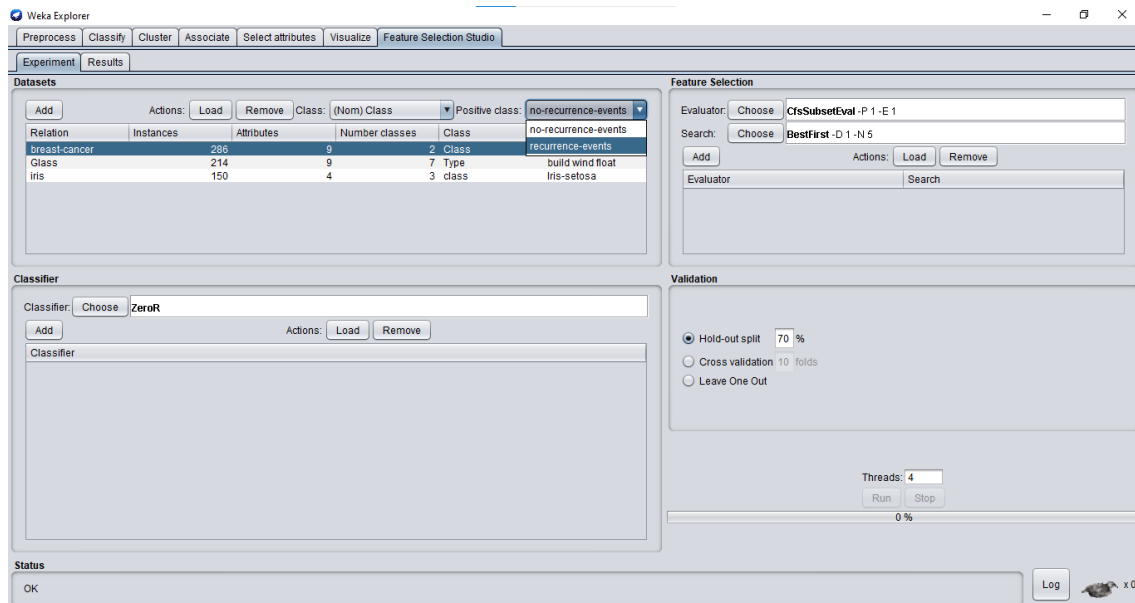 Weka Explorer
Preprocess Classify Cluster Associate Select attributes Visualize Feature Selection Studio
Experiment Results
Datasets
Add Actions: Load Remove Class: (Nom) Class Positive class: no-recurrence-events
Relation Instances Attributes Number classes Class
no-recurrence-events
recurrence-events
breast-cancer 286 9 2 Class
Glass 214 9 7 Type build wind float
iris 150 4 3 class Iris-setosa
Feature Selection
Evaluator: Choose CfsSubsetEval -P 1 -E 1
Search: Choose BestFirst -D 1 -N 5
Add Actions: Load Remove
Evaluator Search
Classifier
Classifier: Choose ZeroR
Add Actions: Load Remove
Classifier
Validation
Hold-out split 70 %
Cross validation 10 folds
Leave One Out
Threads: 4
Run Stop
0 %
Status
OK
Log x 0